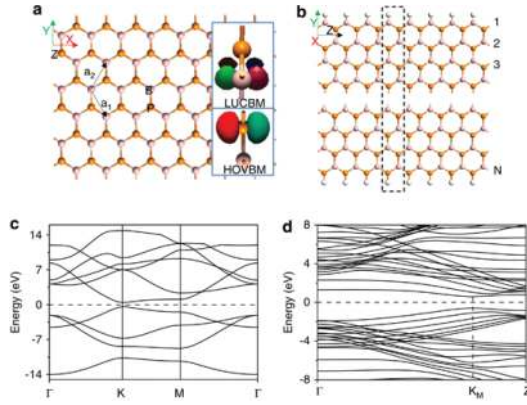 a
Y
X
Z
a₂
a₁
B
P
LUCBM
HOVBM
b
Y
X
Z
1
2
3
N
c
Energy (eV)
14
7
0
-7
-14
Γ
K
M
Γ
d
Energy (eV)
8
4
0
-4
-8
Γ
K_M
Z